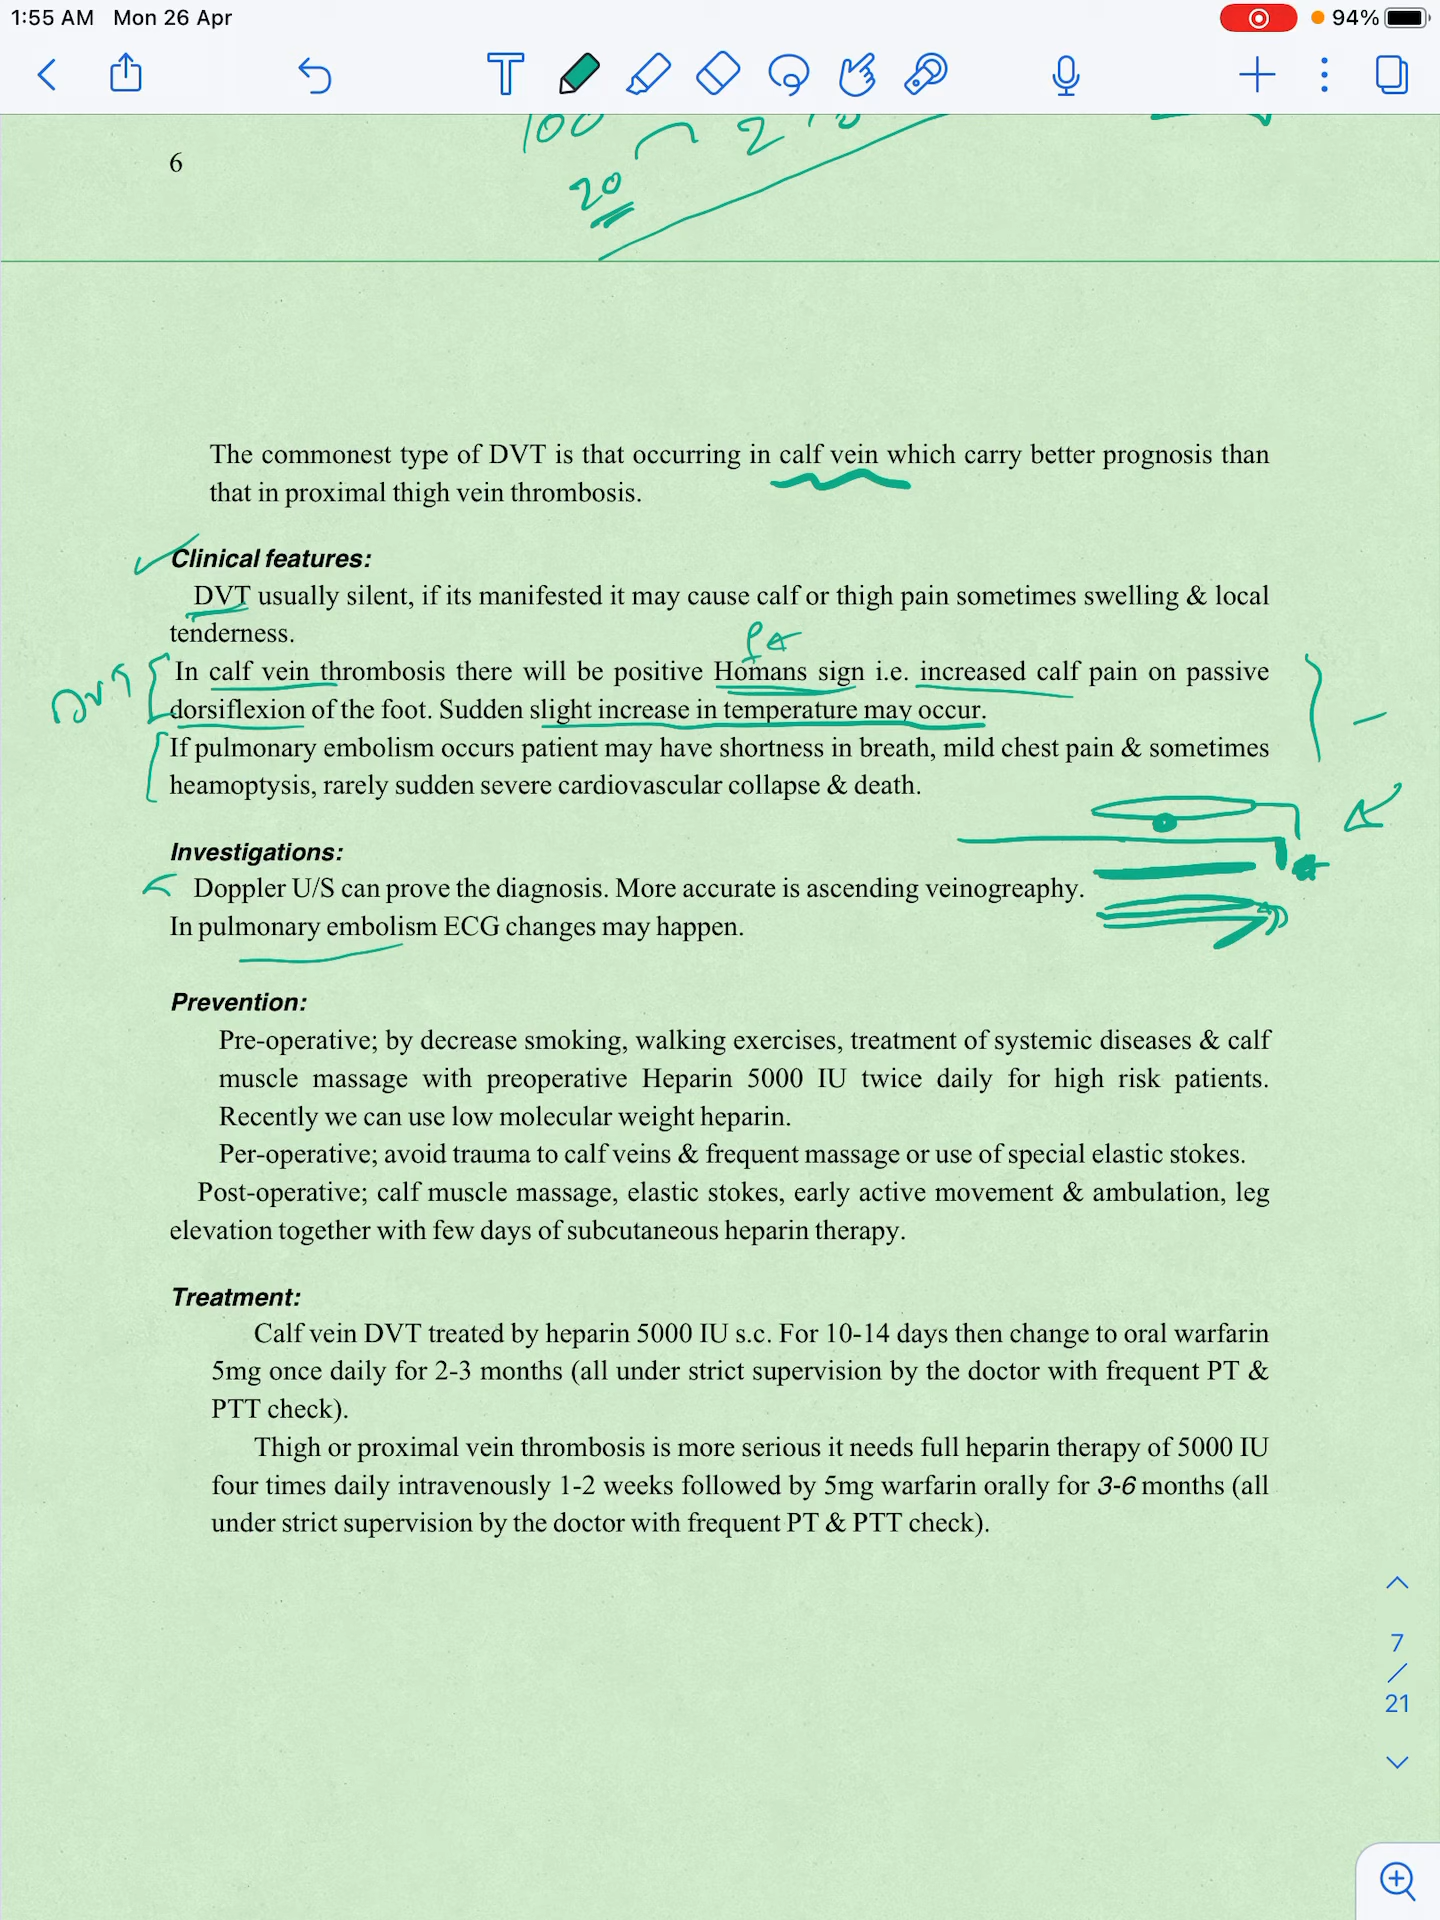 1:55 AM Mon 26 Apr
94%
100
2
6
20
The commonest type of DVT is that occurring in calf vein which carry better prognosis than
that in proximal thigh vein thrombosis.
Clinical features:
DVT usually silent, if its manifested it may cause calf or thigh pain sometimes swelling & local
tenderness.
In calf vein thrombosis there will be positive Homans sign i.e. increased calf pain on passive
DVT
dorsiflexion of the foot. Sudden slight increase in temperature may occur.
If pulmonary embolism occurs patient may have shortness in breath, mild chest pain & sometimes
heamoptysis, rarely sudden severe cardiovascular collapse & death.
Investigations:
Doppler U/S can prove the diagnosis. More accurate is ascending veinogreaphy.
In pulmonary embolism ECG changes may happen.
Prevention:
Pre-operative; by decrease smoking, walking exercises, treatment of systemic diseases & calf
muscle massage with preoperative Heparin 5000 IU twice daily for high risk patients.
Recently we can use low molecular weight heparin.
Per-operative; avoid trauma to calf veins & frequent massage or use of special elastic stokes.
Post-operative; calf muscle massage, elastic stokes, early active movement & ambulation, leg
elevation together with few days of subcutaneous heparin therapy.
Treatment:
Calf vein DVT treated by heparin 5000 IU s.c. For 10-14 days then change to oral warfarin
5mg once daily for 2-3 months (all under strict supervision by the doctor with frequent PT &
PTT check).
Thigh or proximal vein thrombosis is more serious it needs full heparin therapy of 5000 IU
four times daily intravenously 1-2 weeks followed by 5mg warfarin orally for 3-6 months (all
under strict supervision by the doctor with frequent PT & PTT check).
7
/
21